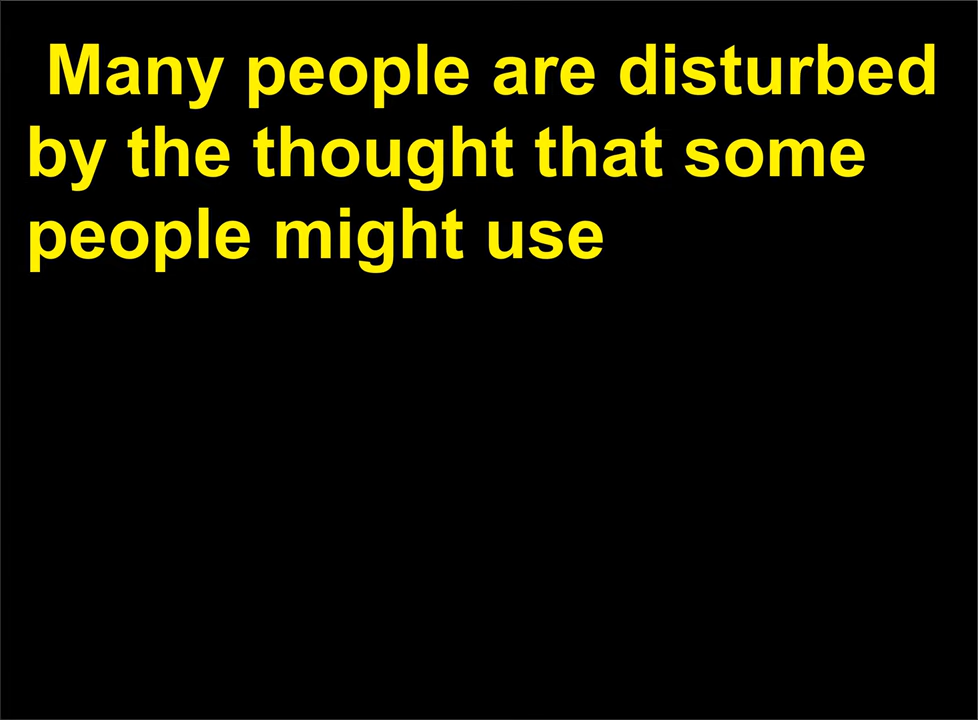 Many people are disturbed
by the thought that some
people might use